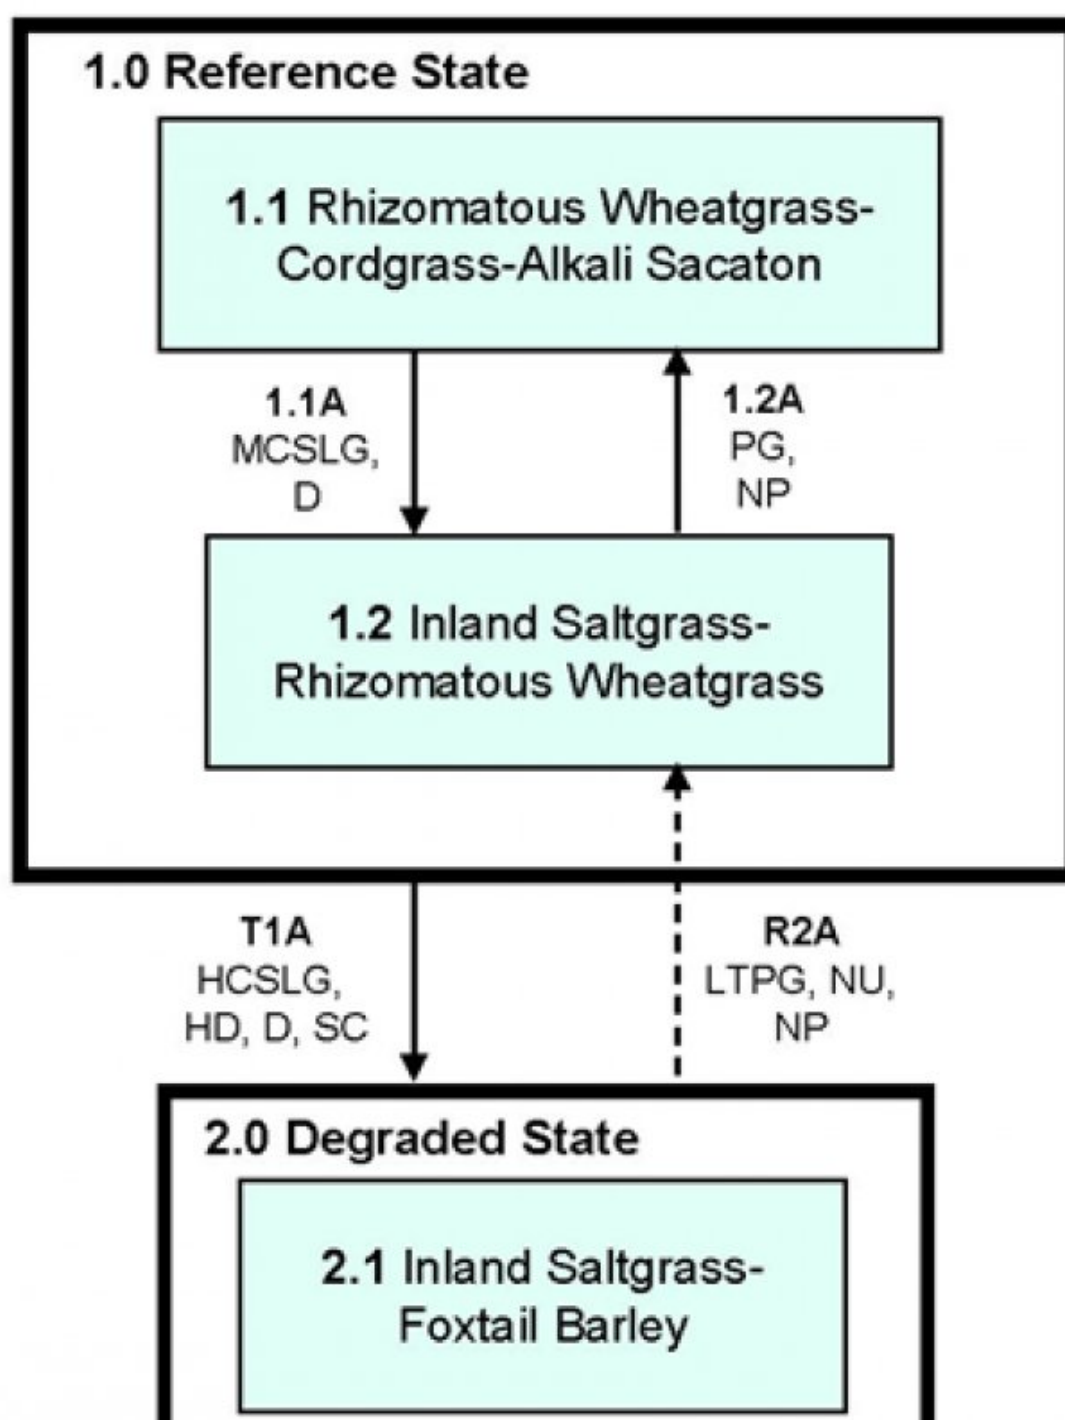 1.0 Reference State
1.1 Rhizomatous Wheatgrass-
Cordgrass-Alkali Sacaton
1.1A
MCSLG,
D
1.2A
PG,
NP
1.2 Inland Saltgrass-
Rhizomatous Wheatgrass
T1A
HCSLG,
HD, D, SC
R2A
LTPG, NU,
NP
2.0 Degraded State
2.1 Inland Saltgrass-
Foxtail Barley